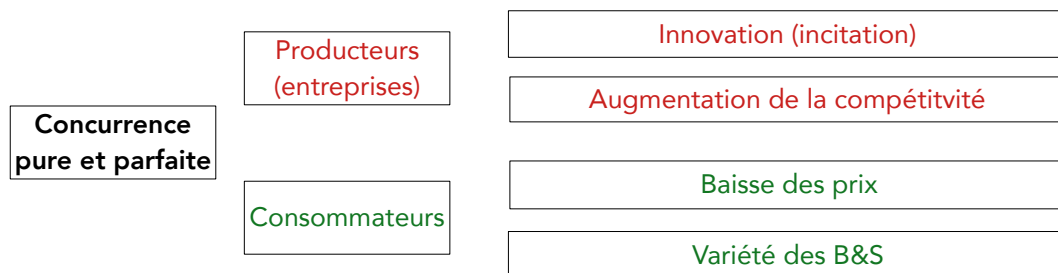 Concurrence
pure et parfaite
Producteurs
(entreprises)
Innovation (incitation)
Augmentation de la compétitvité
Consommateurs
Baisse des prix
Variété des B&S